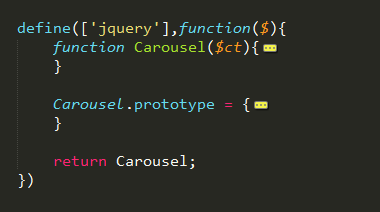 define(['jquery'],function($){
    function Carousel($ct){
    }

    Carousel.prototype = {
    }

    return Carousel;
})